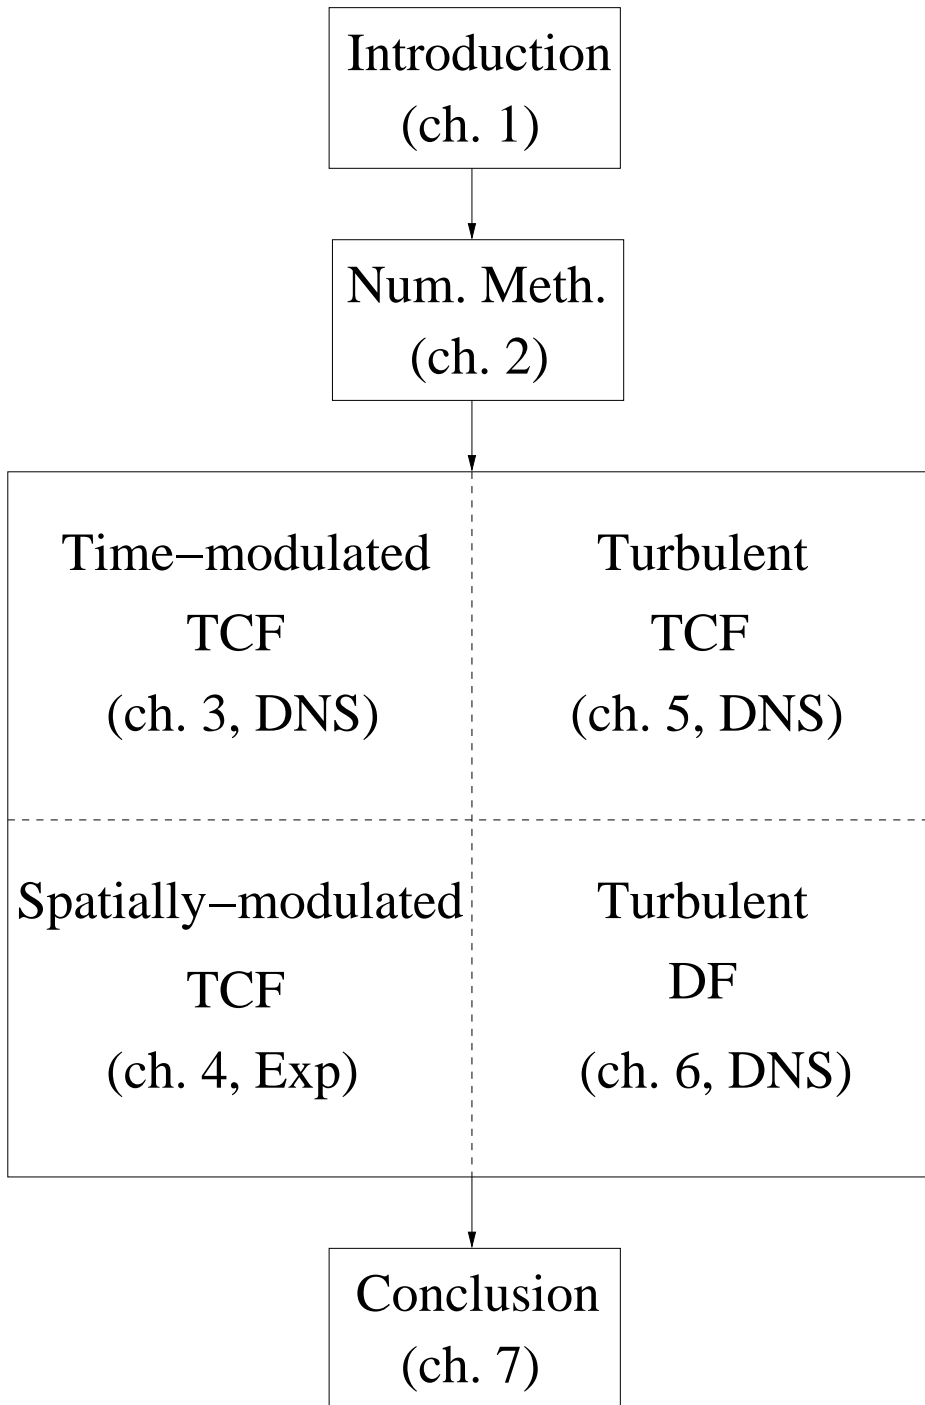 Introduction
(ch. 1)
Num. Meth.
(ch. 2)
Time−modulated
TCF
(ch. 3, DNS)
Turbulent
TCF
(ch. 5, DNS)
Spatially−modulated
TCF
(ch. 4, Exp)
Turbulent
DF
(ch. 6, DNS)
Conclusion
(ch. 7)